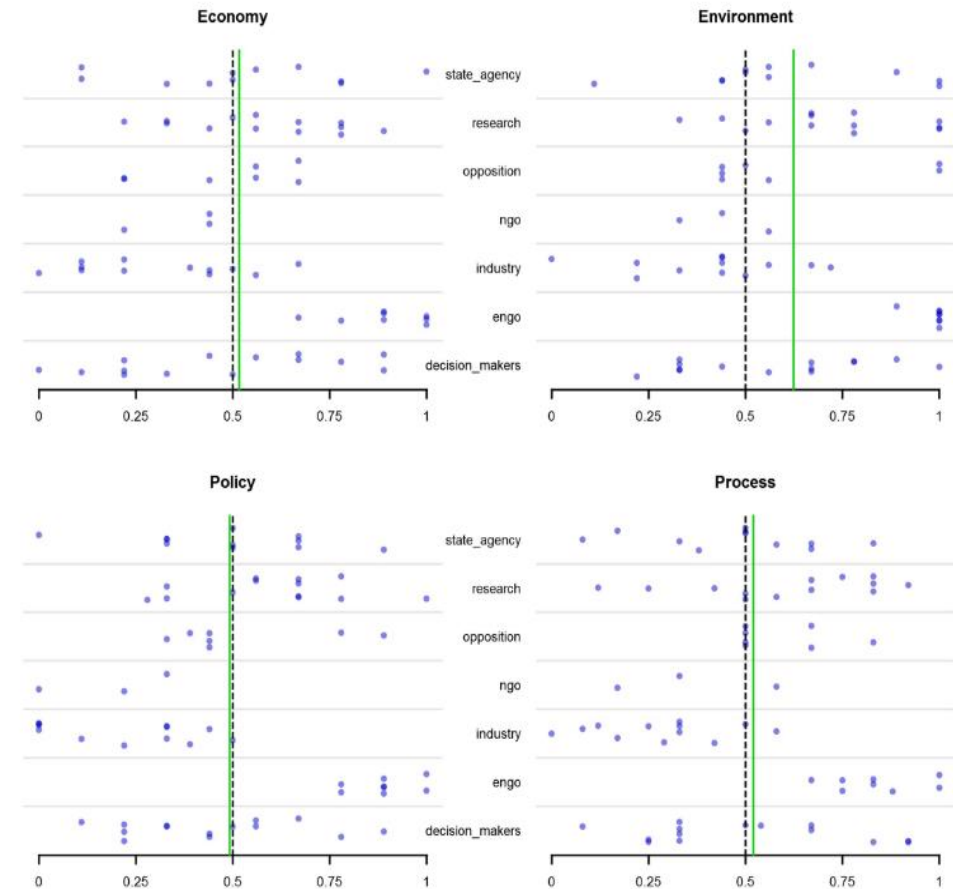 Economy Environment
state_agency
research
opposition
ngo
industry
engo
decision_makers
0 0.25 0.5 0.75 1 0 0.25 0.5 0.75 1
Policy Process
state_agency
research
opposition
ngo
industry
engo
decision_makers
0 0.25 0.5 0.75 1 0 0.25 0.5 0.75 1